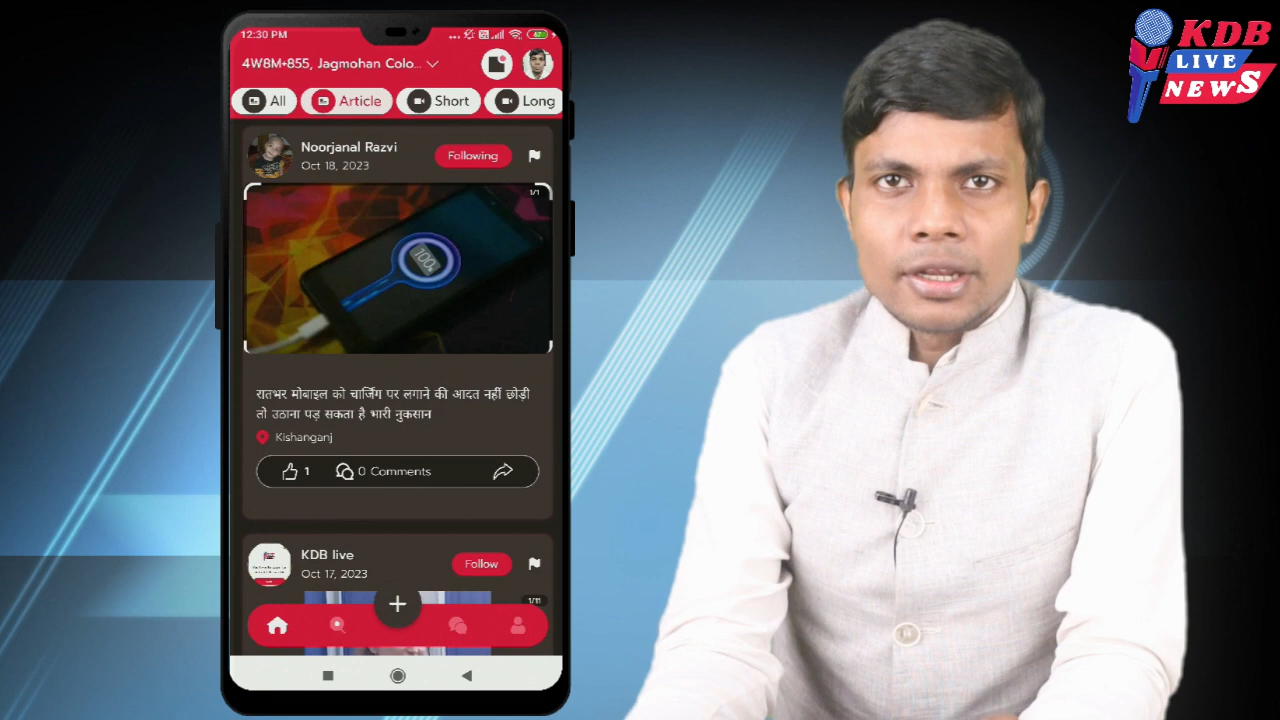 12:30 PM
67
4W8M+855, Jagmohan Colo...
All
Article
Short
Long
Noorjanal Razvi
Oct 18, 2023
Following
1/1
100%
रातभर मोबाइल को चार्जिंग पर लगाने की आदत नहीं छोड़ी
तो उठाना पड़ सकता है भारी नुकसान
Kishanganj
1
0 Comments
KDB live
Oct 17, 2023
Follow
1/11
KDB
LIVE
NEWS